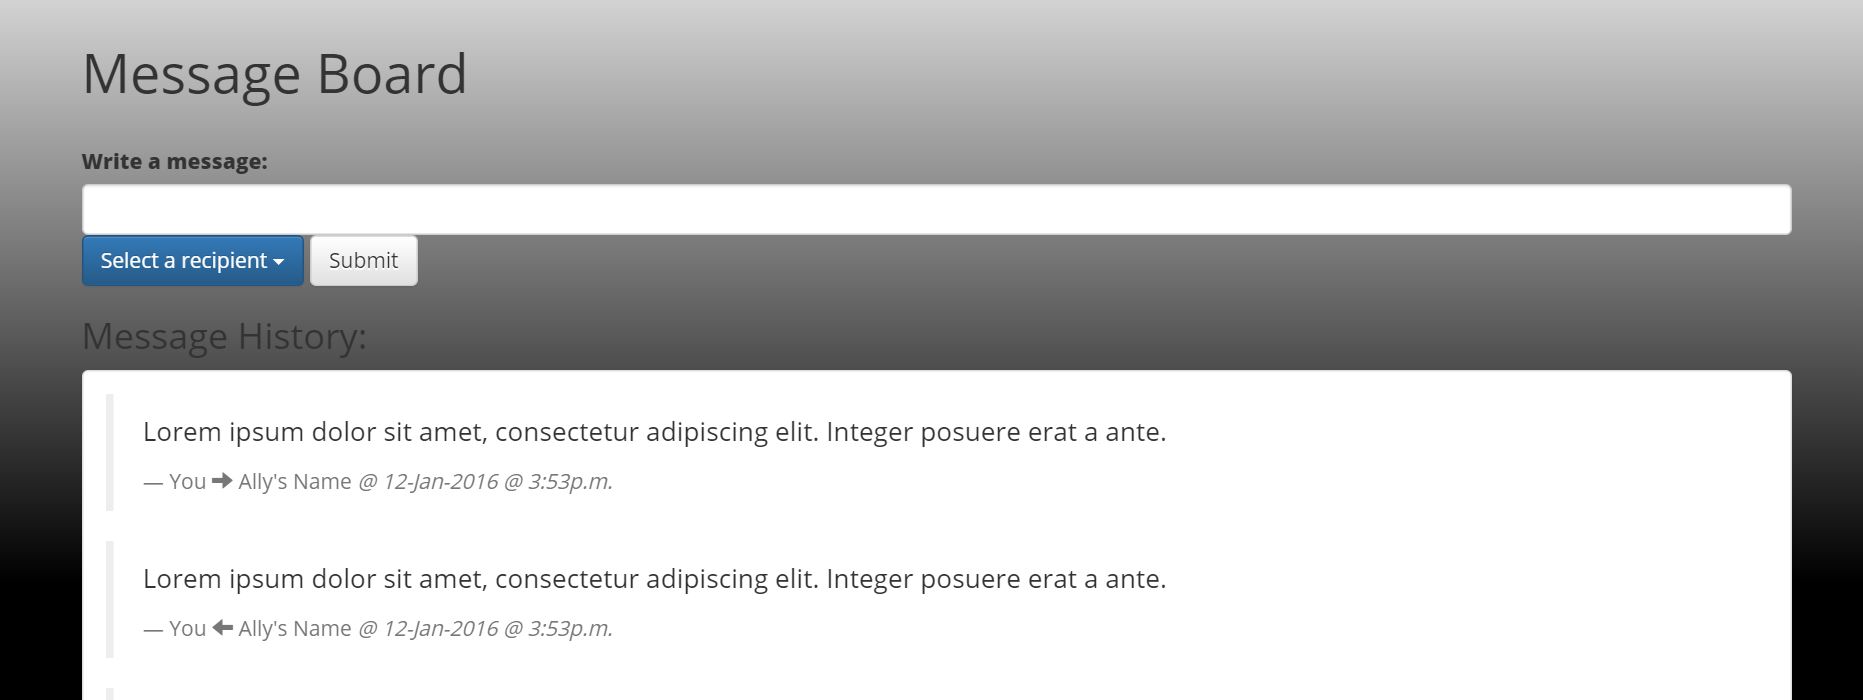 Message Board
Write a message:
Select a recipient
Submit
Message History:
Lorem ipsum dolor sit amet, consectetur adipiscing elit. Integer posuere erat a ante.
— You → Ally's Name @ 12-Jan-2016 @ 3:53p.m.
Lorem ipsum dolor sit amet, consectetur adipiscing elit. Integer posuere erat a ante.
— You ← Ally's Name @ 12-Jan-2016 @ 3:53p.m.